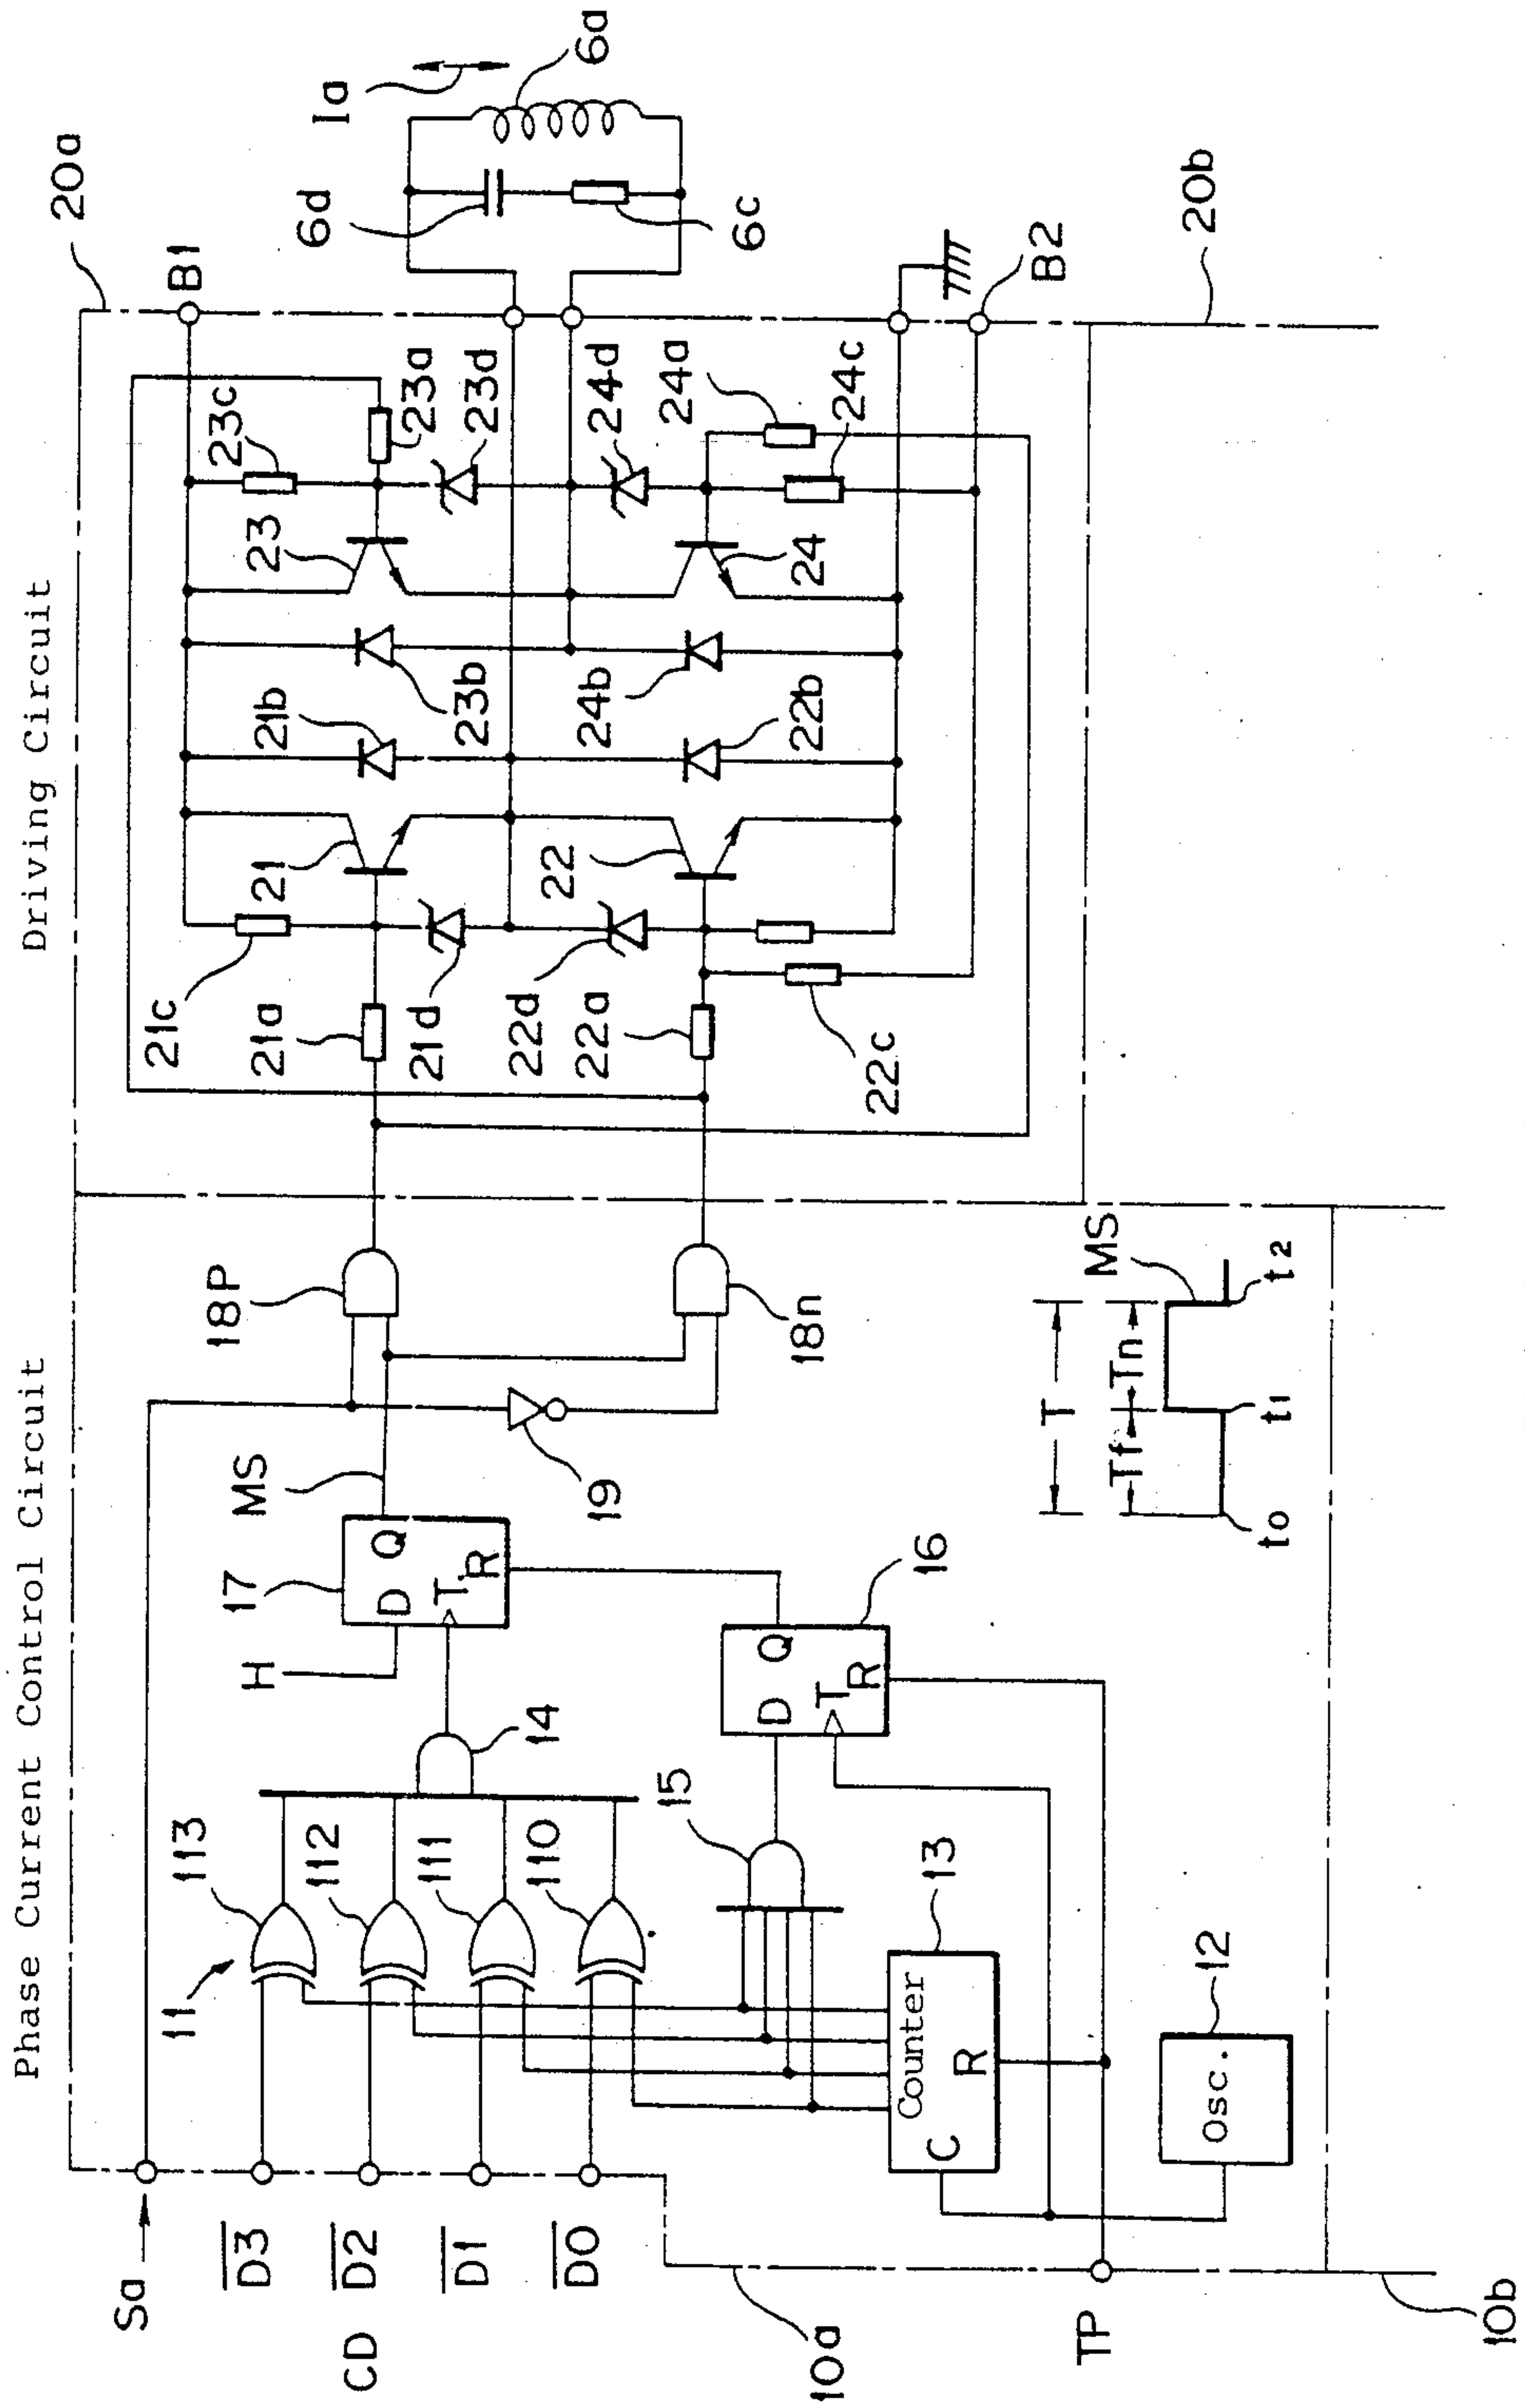 Phase Current Control Circuit
Driving Circuit
Sa
CD
D3
D2
D1
D0
TP
10a
10b
11
113
112
111
110
14
H
17
D
Q
T
R
MS
19
18P
18n
15
D
Q
T
R
16
Counter
C
R
13
Osc.
12
T
Tf
Tn
MS
t0
t1
t2
21c
21a
21
21d
21b
22d
22a
22
22c
22b
23c
23
23a
23d
23b
24d
24a
24c
24
24b
20a
B1
6d
6c
Ia
6a
B2
20b